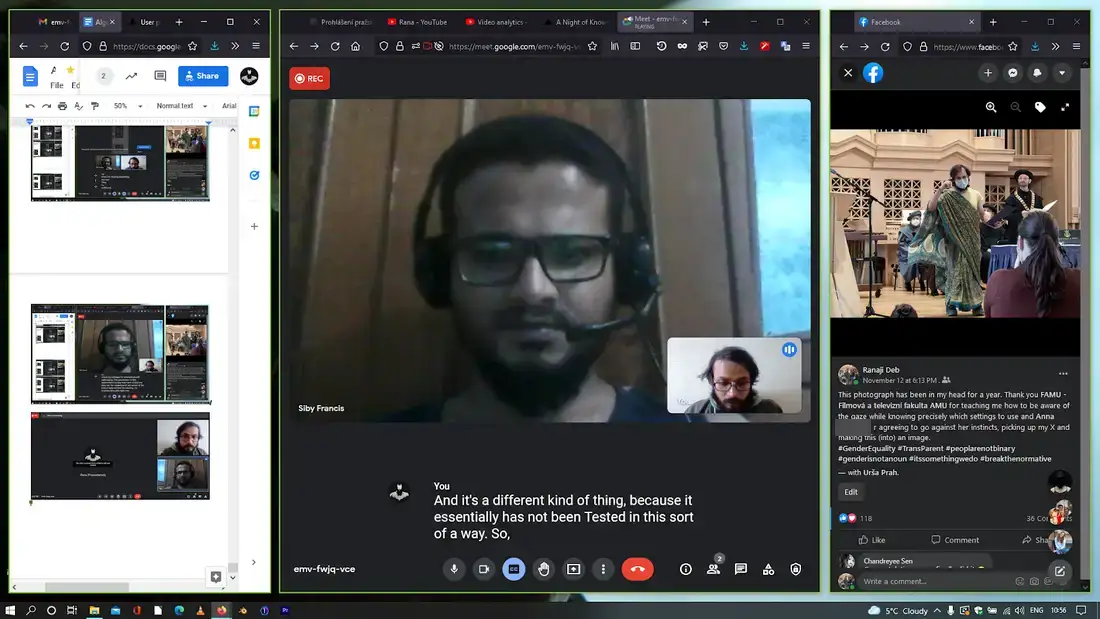 emv-f
Alg
User p
https://docs.google
2
Share
File
Ed
50%
Normal text
Arial
Prohlášení praz
Rana - YouTube
Video analytics -
A Night of Know
Meet - emv-f
PLAYING
https://meet.google.com/emv-fwjq-v
REC
Siby Francis
You
And it's a different kind of thing, because it
essentially has not been Tested in this sort
of a way. So,
emv-fwjq-vce
2
Facebook
https://www.faceb
Ranaji Deb
November 12 at 6:13 PM
This photograph has been in my head for a year. Thank you FAMU -
Filmová a televizní fakulta AMU for teaching me how to be aware of
the gaze while knowing precisely which settings to use and Anna
r agreeing to go against her instincts, picking up my X and
making this (into) an image.
#GenderEquality #TransParent #peoplarenotbinary
#genderisnotanoun #itssomethingwedo #breakthenormative
— with Urša Prah.
Edit
118
36 Co
Like
Comment
Sha
Chandreyee Sen
Write a comment...
5°C Cloudy
ENG
10:56